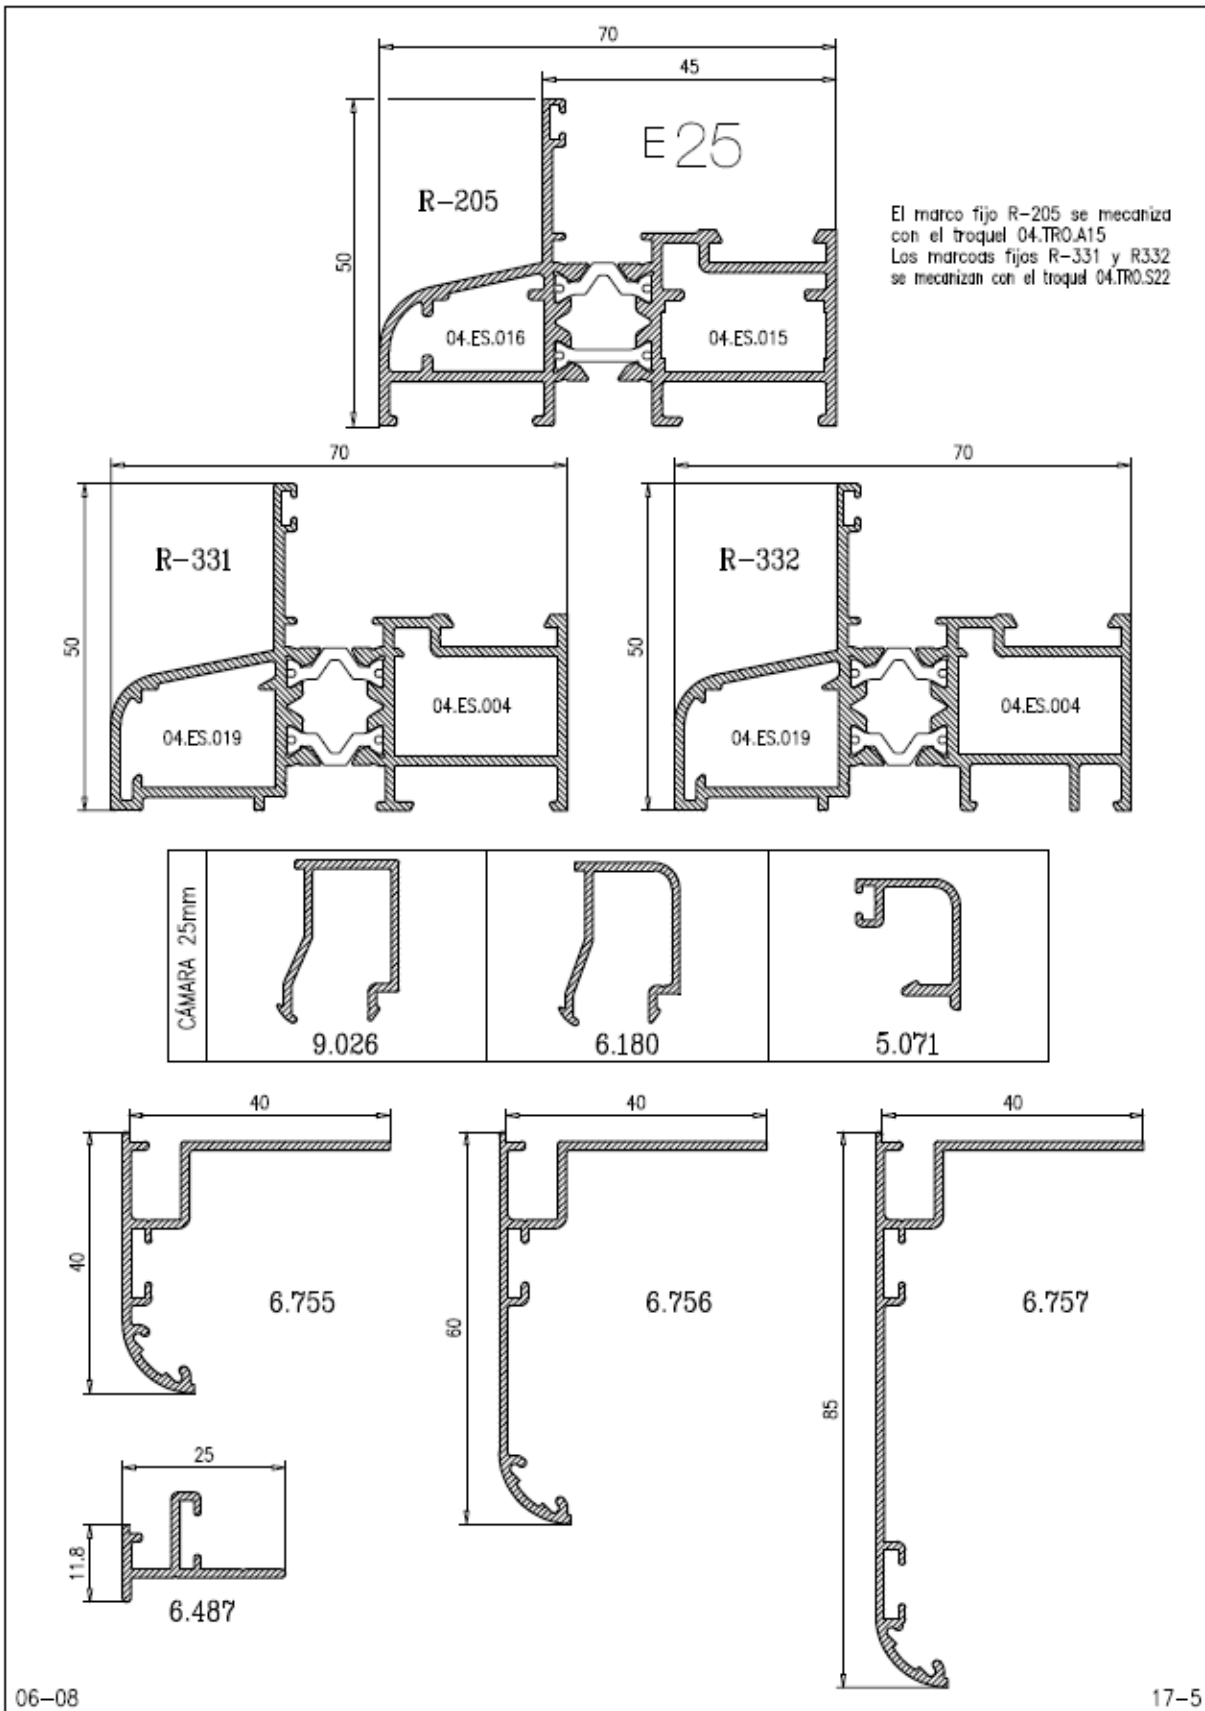 70
45
E 25
R-205
50
04.ES.016
04.ES.015
El marco fijo R-205 se mecaniza
con el troquel 04.TRO.A15
Los marcoas fijos R-331 y R332
se mecanizan con el troquel 04.TRO.S22
70
R-331
50
04.ES.019
04.ES.004
70
R-332
50
04.ES.019
04.ES.004
CÁMARA 25mm
9.026
6.180
5.071
40
40
6.755
40
60
6.756
40
85
6.757
25
11.8
6.487
06-08
17-5